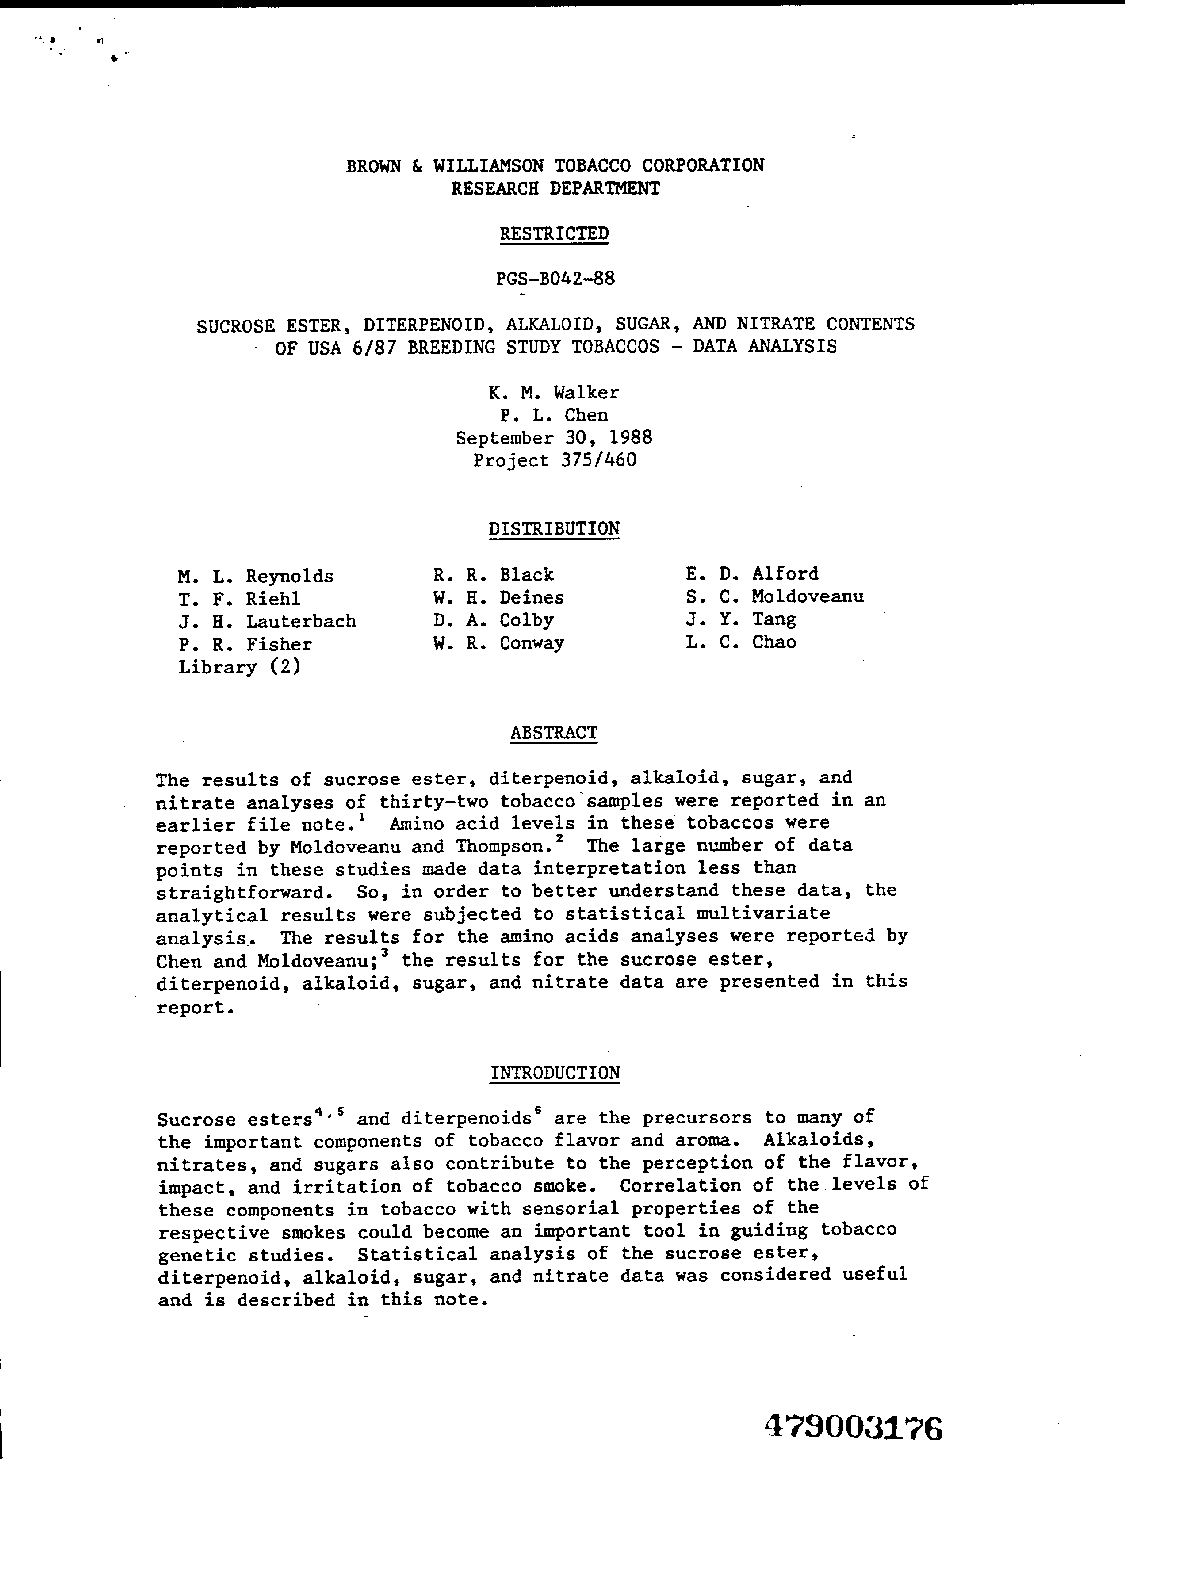 BROWN & WILLIAMSON TOBACCO CORPORATION
RESEARCH DEPARTMENT
RESTRICTED
PGS-B042-88
SUCROSE ESTER, DITERPENOID, ALKALOID, SUGAR, AND NITRATE CONTENTS
OF USA 6/87 BREEDING STUDY TOBACCOS - DATA ANALYSIS
K. M. Walker
P. L. Chen
September 30, 1988
Project 375/460
DISTRIBUTION
M. L. Reynolds R. R. Black E. D. Alford
T. F. Riehl W. H. Deines S. C. Moldoveanu
J. H. Lauterbach D. A. Colby J. Y. Tang
P. R. Fisher W. R. Conway L. C. Chao
Library (2)
ABSTRACT
The results of sucrose ester, diterpenoid, alkaloid, sugar, and
nitrate analyses of thirty-two tobacco samples were reported in an
earlier file note.¹ Amino acid levels in these tobaccos were
reported by Moldoveanu and Thompson.² The large number of data
points in these studies made data interpretation less than
straightforward. So, in order to better understand these data, the
analytical results were subjected to statistical multivariate
analysis. The results for the amino acids analyses were reported by
Chen and Moldoveanu;³ the results for the sucrose ester,
diterpenoid, alkaloid, sugar, and nitrate data are presented in this
report.
INTRODUCTION
Sucrose esters⁴,⁵ and diterpenoids⁶ are the precursors to many of
the important components of tobacco flavor and aroma. Alkaloids,
nitrates, and sugars also contribute to the perception of the flavor,
impact, and irritation of tobacco smoke. Correlation of the levels of
these components in tobacco with sensorial properties of the
respective smokes could become an important tool in guiding tobacco
genetic studies. Statistical analysis of the sucrose ester,
diterpenoid, alkaloid, sugar, and nitrate data was considered useful
and is described in this note.
479003176